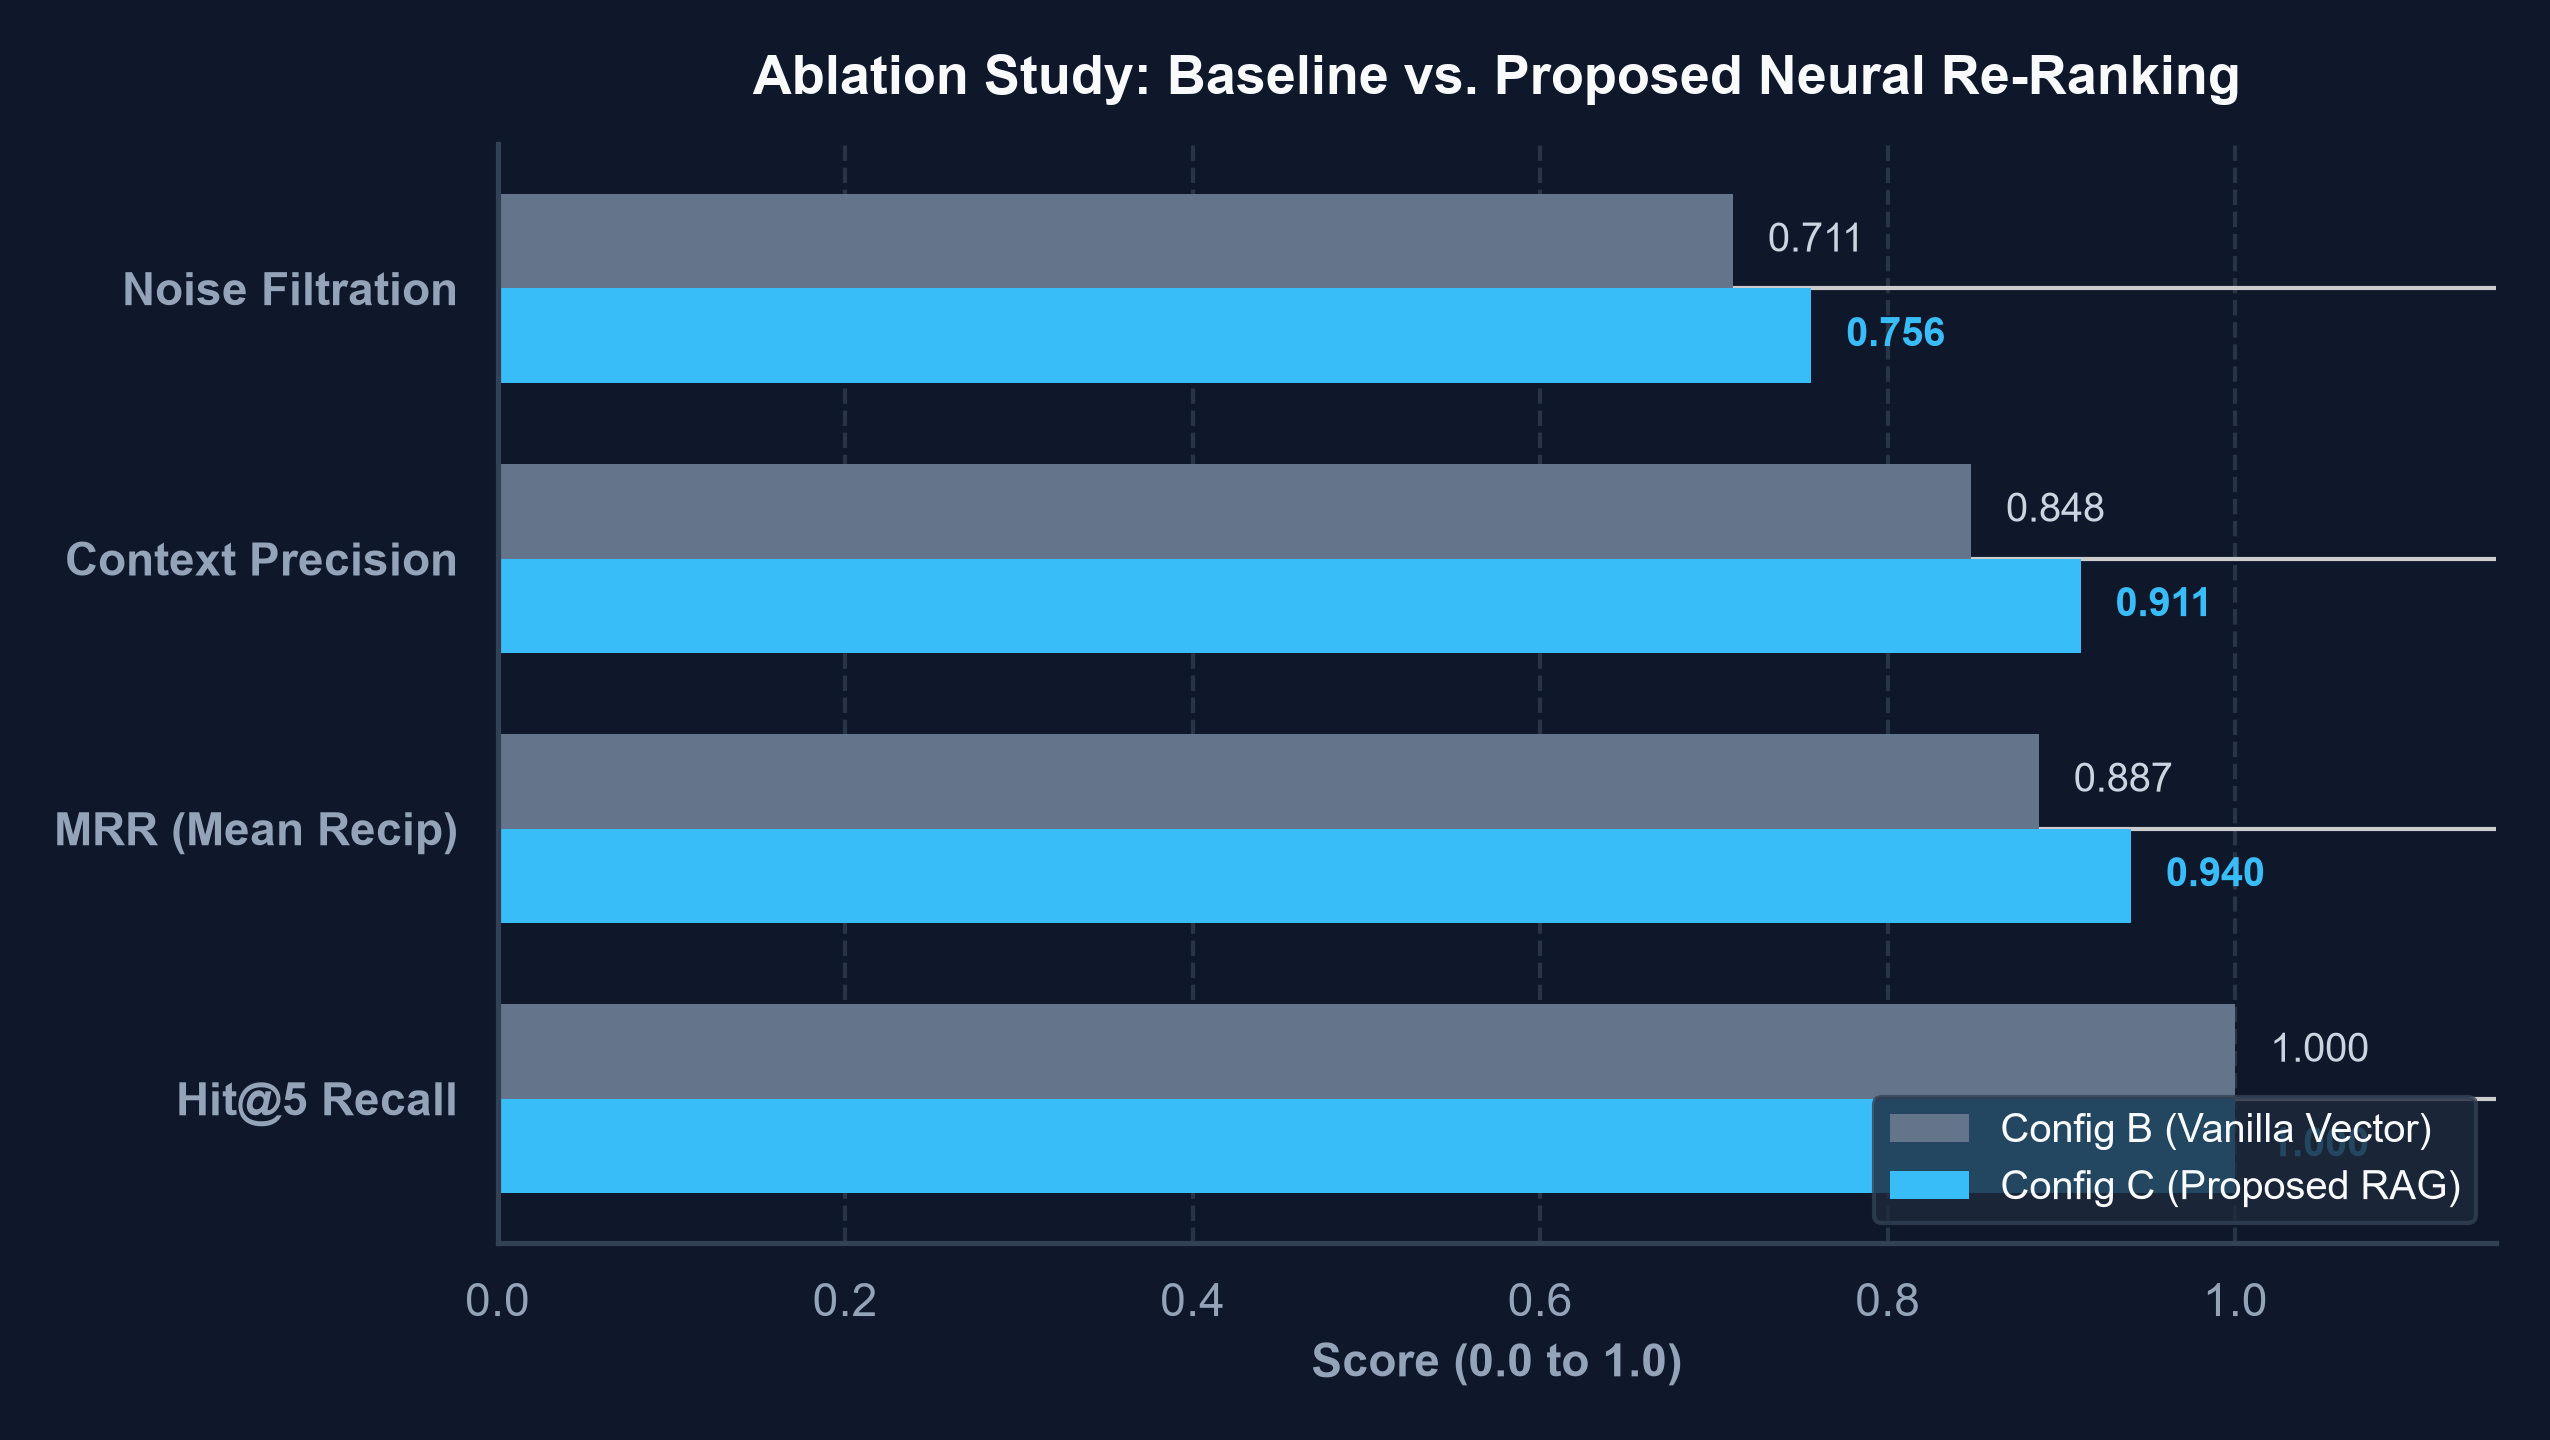 Ablation Study: Baseline vs. Proposed Neural Re-Ranking
Noise Filtration
0.711
0.756
Context Precision
0.848
0.911
MRR (Mean Recip)
0.887
0.940
Hit@5 Recall
1.000
1.000
Config B (Vanilla Vector)
Config C (Proposed RAG)
0.0 0.2 0.4 0.6 0.8 1.0
Score (0.0 to 1.0)